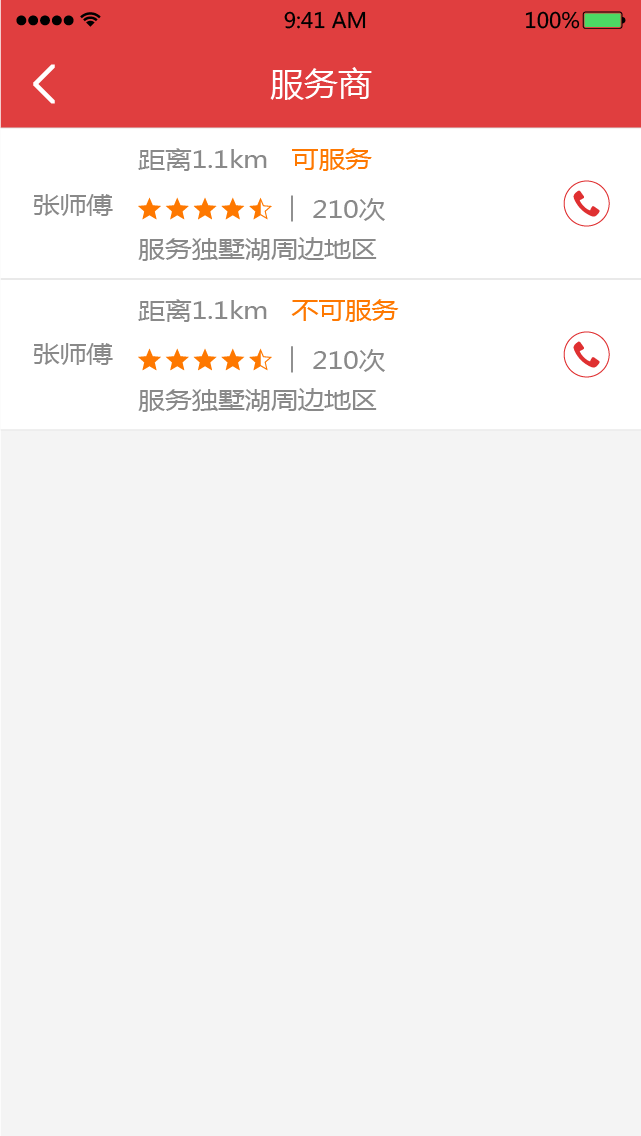 9:41 AM 100%
服务商
距离1.1km 可服务
张师傅
210次
服务独墅湖周边地区
距离1.1km 不可服务
张师傅
210次
服务独墅湖周边地区